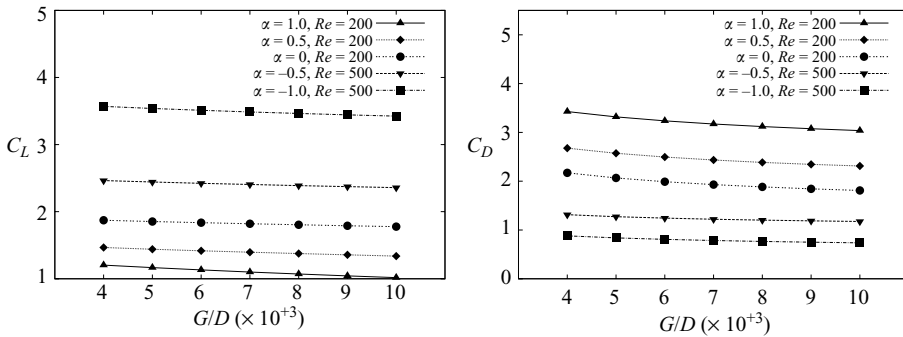 5
4
3
2
1
C_L
4 5 6 7 8 9 10
G/D (× 10^{+3})
α = 1.0, Re = 200
α = 0.5, Re = 200
α = 0, Re = 200
α = –0.5, Re = 500
α = –1.0, Re = 500
5
4
3
2
1
0
C_D
4 5 6 7 8 9 10
G/D (× 10^{+3})
α = 1.0, Re = 200
α = 0.5, Re = 200
α = 0, Re = 200
α = –0.5, Re = 500
α = –1.0, Re = 500